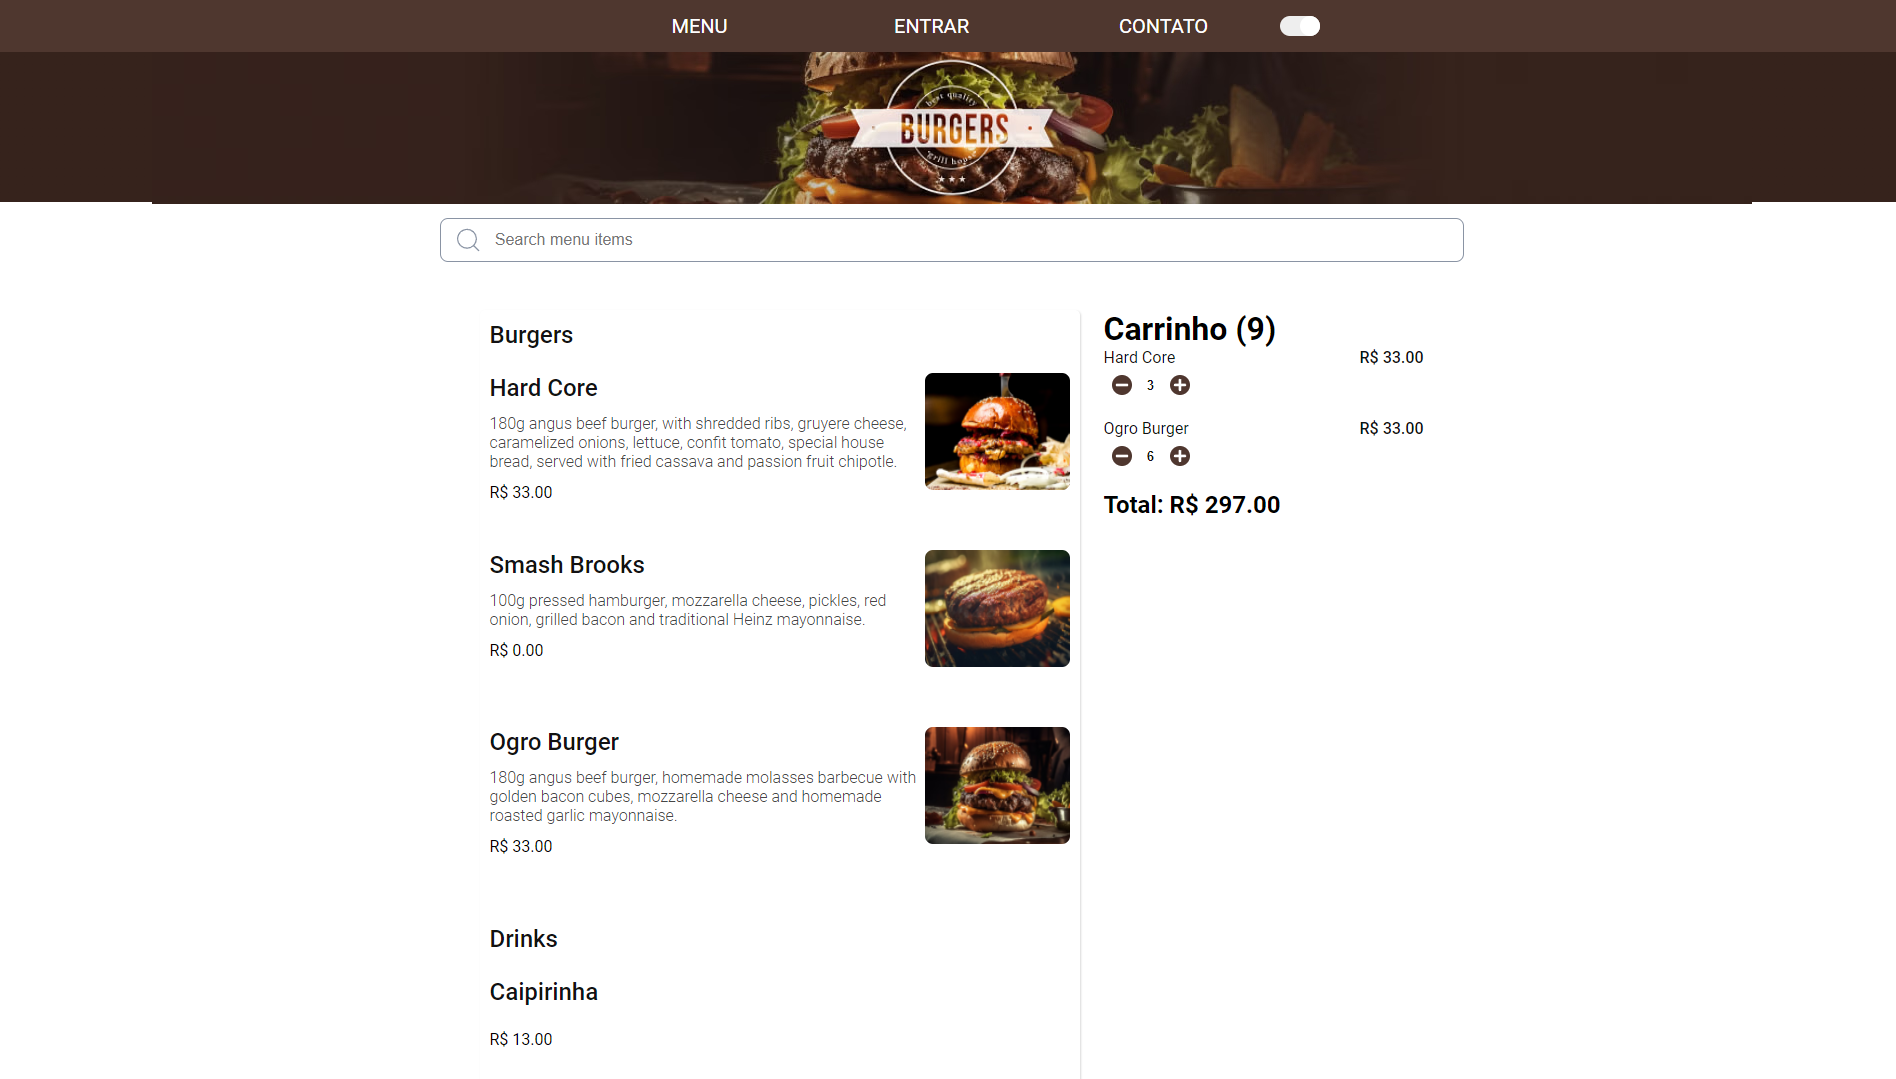 MENU
ENTRAR
CONTATO
best quality
BURGERS
grill house
Search menu items
Burgers
Hard Core
180g angus beef burger, with shredded ribs, gruyere cheese,
caramelized onions, lettuce, confit tomato, special house
bread, served with fried cassava and passion fruit chipotle.
R$ 33.00
Smash Brooks
100g pressed hamburger, mozzarella cheese, pickles, red
onion, grilled bacon and traditional Heinz mayonnaise.
R$ 0.00
Ogro Burger
180g angus beef burger, homemade molasses barbecue with
golden bacon cubes, mozzarella cheese and homemade
roasted garlic mayonnaise.
R$ 33.00
Drinks
Caipirinha
R$ 13.00
Carrinho (9)
Hard Core R$ 33.00
3
Ogro Burger R$ 33.00
6
Total: R$ 297.00